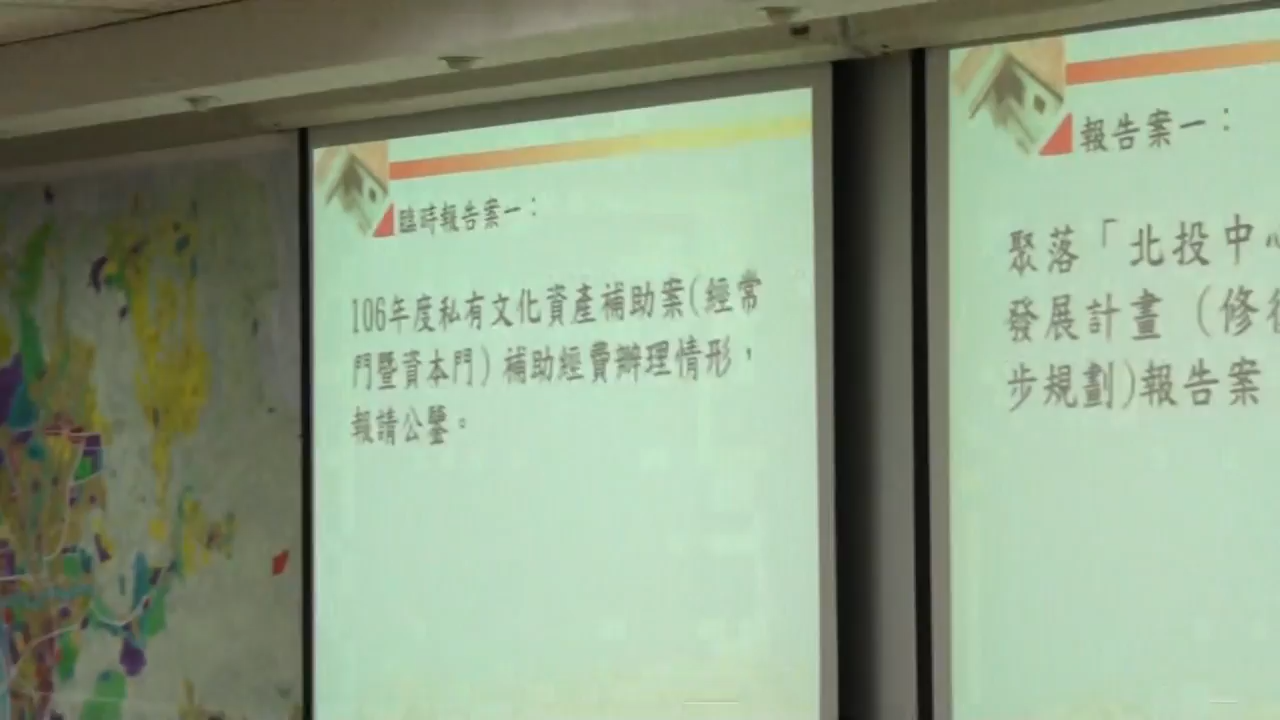 臨時報告案一：
106年度私有文化資產補助案(經常
門暨資本門)補助經費辦理情形，
報請公鑒。
報告案一：
聚落「北投中心
發展計畫（修復
步規劃)報告案